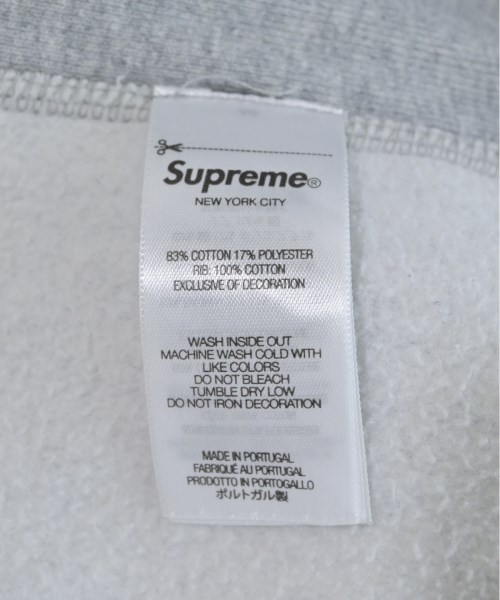 Supreme®
NEW YORK CITY
83% COTTON 17% POLYESTER
RIB: 100% COTTON
EXCLUSIVE OF DECORATION
WASH INSIDE OUT
MACHINE WASH COLD WITH
LIKE COLORS
DO NOT BLEACH
TUMBLE DRY LOW
DO NOT IRON DECORATION
MADE IN PORTUGAL
FABRIQUÉ AU PORTUGAL
PRODOTTO IN PORTOGALLO
ポルトガル製